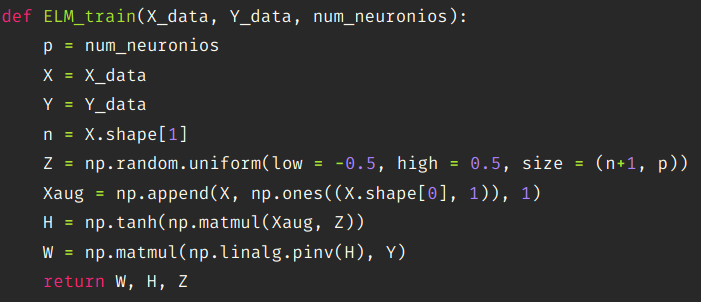 def ELM_train(X_data, Y_data, num_neuronios):
    p = num_neuronios
    X = X_data
    Y = Y_data
    n = X.shape[1]
    Z = np.random.uniform(low = -0.5, high = 0.5, size = (n+1, p))
    Xaug = np.append(X, np.ones((X.shape[0], 1)), 1)
    H = np.tanh(np.matmul(Xaug, Z))
    W = np.matmul(np.linalg.pinv(H), Y)
    return W, H, Z